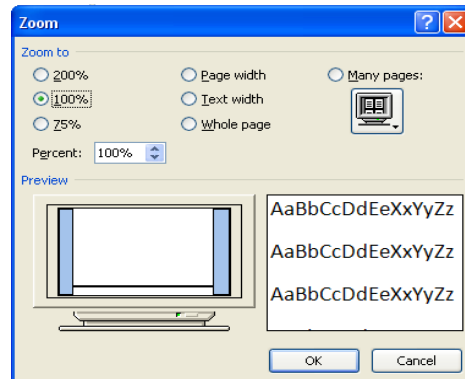 Zoom
Zoom to
200% Page width Many pages:
100% Text width
75% Whole page
Percent: 100%
Preview
AaBbCcDdEeXxYyZz
AaBbCcDdEeXxYyZz
AaBbCcDdEeXxYyZz
OK Cancel